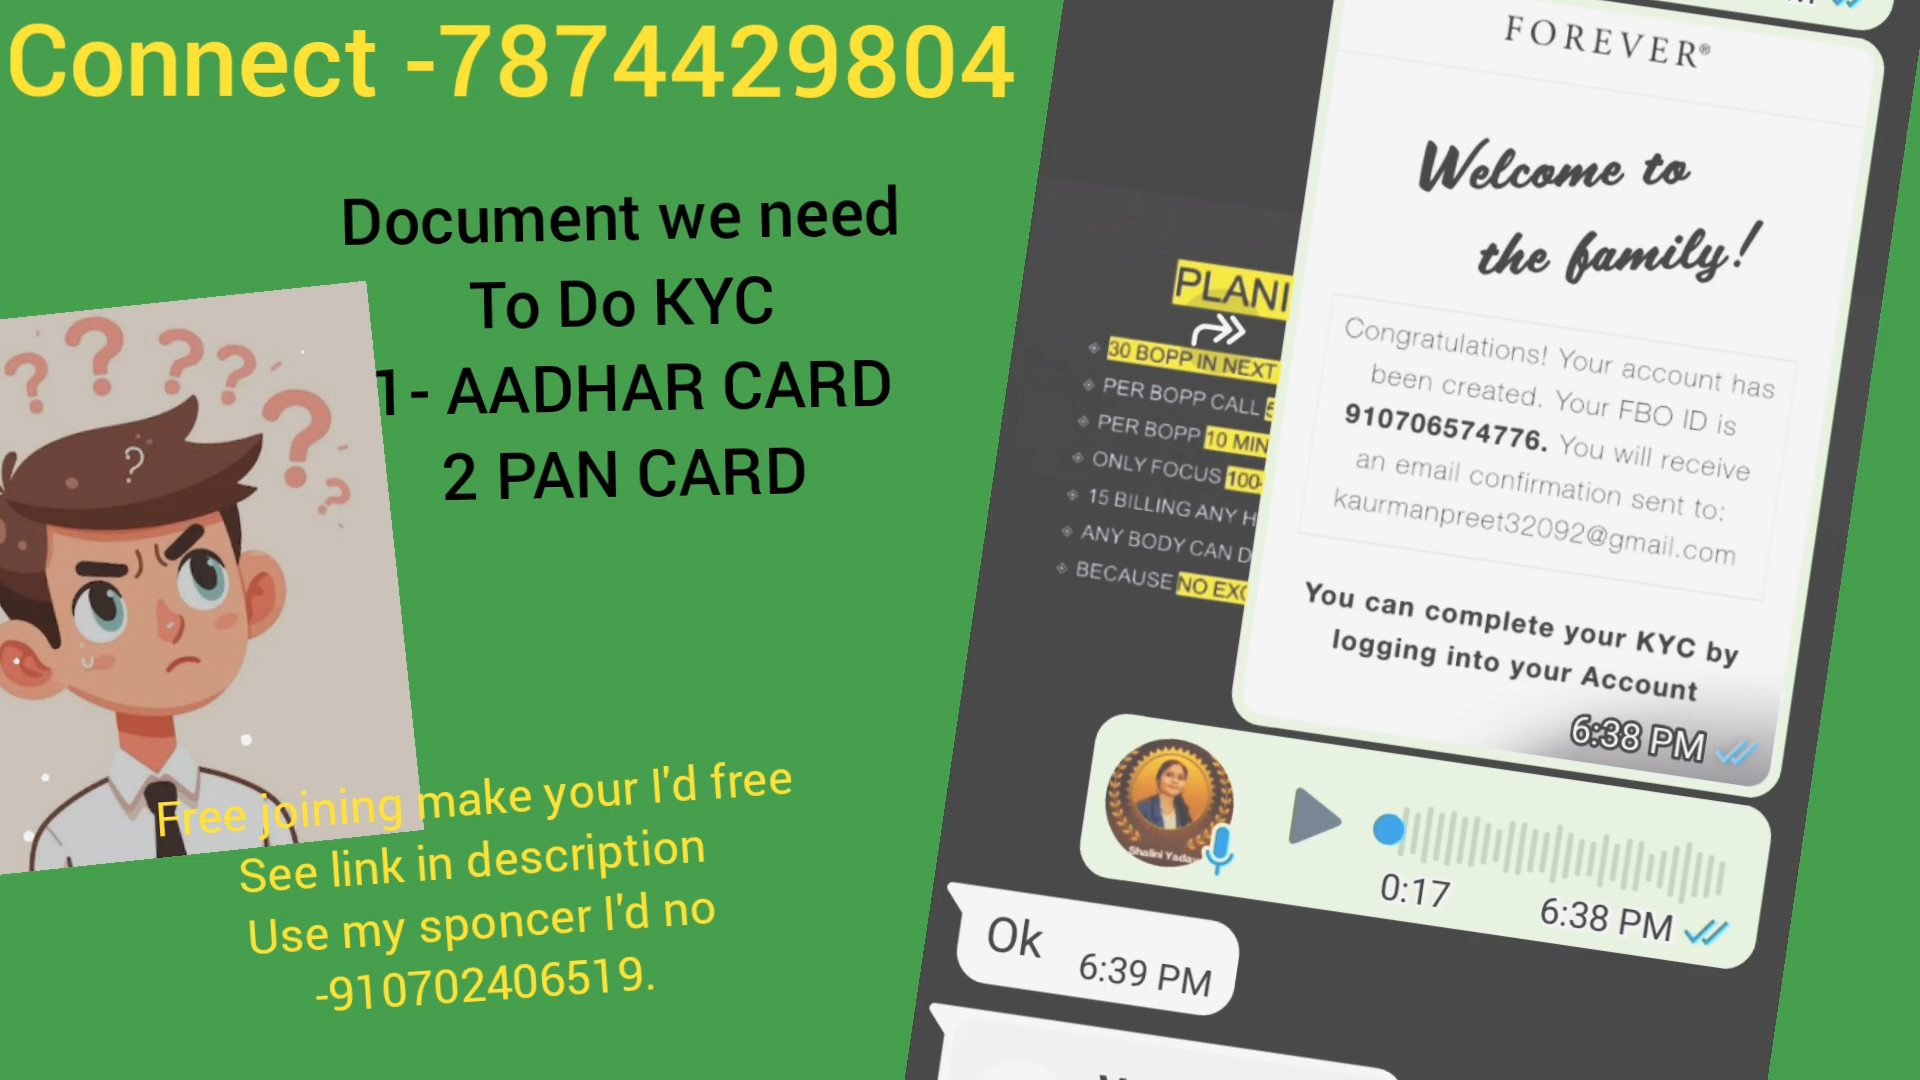 Connect -7874429804
Document we need
To Do KYC
1- AADHAR CARD
2 PAN CARD
Free joining make your I'd free
See link in description
Use my sponcer I'd no
-910702406519.
FOREVER®
Welcome to
the family!
Congratulations! Your account has
been created. Your FBO ID is
910706574776. You will receive
an email confirmation sent to:
kaurmanpreet32092@gmail.com
You can complete your KYC by
logging into your Account
6:38 PM
PLANI
30 BOPP IN NEXT
PER BOPP CALL
PER BOPP 10 MIN
ONLY FOCUS 100
15 BILLING ANY H
ANY BODY CAN D
BECAUSE NO EXC
Shalini Yadav
0:17
6:38 PM
Ok
6:39 PM